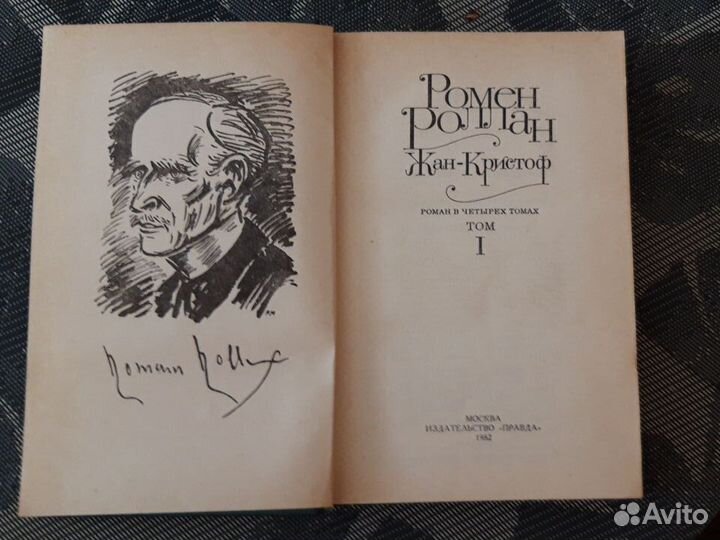 Romain Rolland
Ромен
Роллан
Жан-Кристоф
РОМАН В ЧЕТЫРЕХ ТОМАХ
ТОМ
I
МОСКВА
ИЗДАТЕЛЬСТВО «ПРАВДА»
1982
Avito